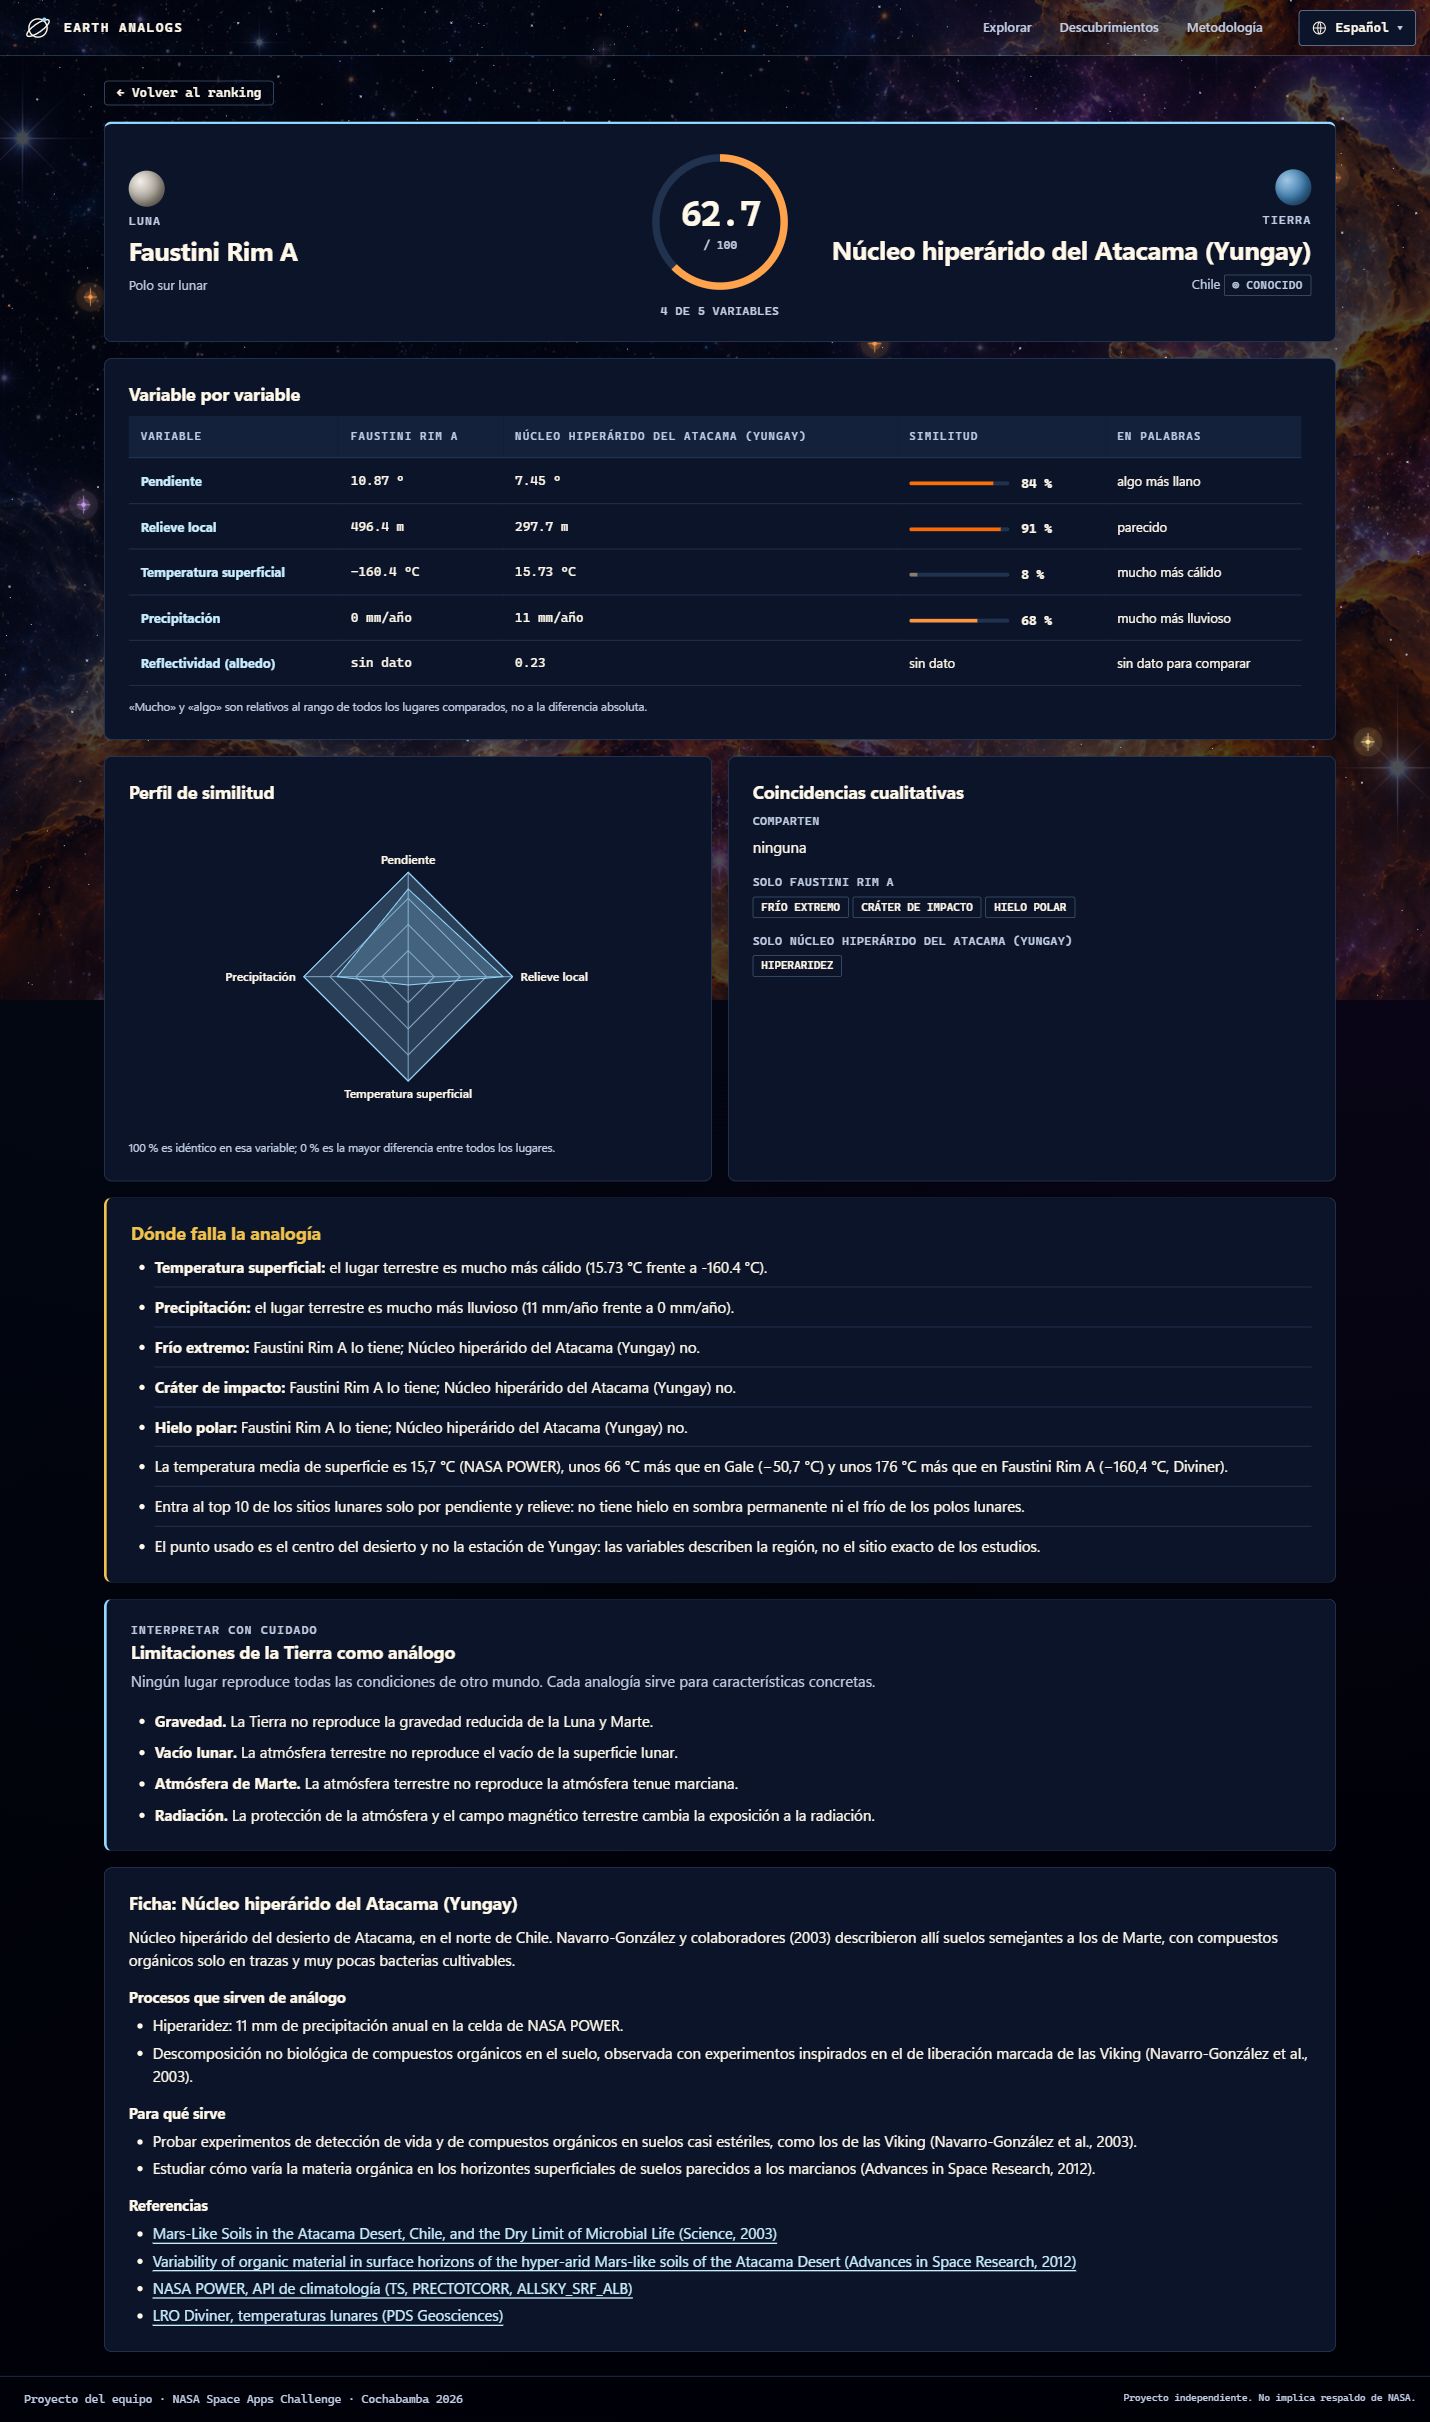 EARTH ANALOGS
Explorar
Descubrimientos
Metodología
Español
← Volver al ranking
LUNA
Faustini Rim A
Polo sur lunar
62.7
/ 100
4 DE 5 VARIABLES
TIERRA
Núcleo hiperárido del Atacama (Yungay)
Chile CONOCIDO
Variable por variable
VARIABLE FAUSTINI RIM A NÚCLEO HIPERÁRIDO DEL ATACAMA (YUNGAY) SIMILITUD EN PALABRAS
Pendiente 10.87 ° 7.45 ° 84 % algo más llano
Relieve local 496.4 m 297.7 m 91 % parecido
Temperatura superficial −160.4 °C 15.73 °C 8 % mucho más cálido
Precipitación 0 mm/año 11 mm/año 68 % mucho más lluvioso
Reflectividad (albedo) sin dato 0.23 sin dato sin dato para comparar
«Mucho» y «algo» son relativos al rango de todos los lugares comparados, no a la diferencia absoluta.
Perfil de similitud
Pendiente
Precipitación
Relieve local
Temperatura superficial
100 % es idéntico en esa variable; 0 % es la mayor diferencia entre todos los lugares.
Coincidencias cualitativas
COMPARTEN
ninguna
SOLO FAUSTINI RIM A
FRÍO EXTREMO CRÁTER DE IMPACTO HIELO POLAR
SOLO NÚCLEO HIPERÁRIDO DEL ATACAMA (YUNGAY)
HIPERARIDEZ
Dónde falla la analogía
• Temperatura superficial: el lugar terrestre es mucho más cálido (15.73 °C frente a -160.4 °C).
• Precipitación: el lugar terrestre es mucho más lluvioso (11 mm/año frente a 0 mm/año).
• Frío extremo: Faustini Rim A lo tiene; Núcleo hiperárido del Atacama (Yungay) no.
• Cráter de impacto: Faustini Rim A lo tiene; Núcleo hiperárido del Atacama (Yungay) no.
• Hielo polar: Faustini Rim A lo tiene; Núcleo hiperárido del Atacama (Yungay) no.
• La temperatura media de superficie es 15,7 °C (NASA POWER), unos 66 °C más que en Gale (−50,7 °C) y unos 176 °C más que en Faustini Rim A (−160,4 °C, Diviner).
• Entra al top 10 de los sitios lunares solo por pendiente y relieve: no tiene hielo en sombra permanente ni el frío de los polos lunares.
• El punto usado es el centro del desierto y no la estación de Yungay: las variables describen la región, no el sitio exacto de los estudios.
INTERPRETAR CON CUIDADO
Limitaciones de la Tierra como análogo
Ningún lugar reproduce todas las condiciones de otro mundo. Cada analogía sirve para características concretas.
• Gravedad. La Tierra no reproduce la gravedad reducida de la Luna y Marte.
• Vacío lunar. La atmósfera terrestre no reproduce el vacío de la superficie lunar.
• Atmósfera de Marte. La atmósfera terrestre no reproduce la atmósfera tenue marciana.
• Radiación. La protección de la atmósfera y el campo magnético terrestre cambia la exposición a la radiación.
Ficha: Núcleo hiperárido del Atacama (Yungay)
Núcleo hiperárido del desierto de Atacama, en el norte de Chile. Navarro-González y colaboradores (2003) describieron allí suelos semejantes a los de Marte, con compuestos
orgánicos solo en trazas y muy pocas bacterias cultivables.
Procesos que sirven de análogo
• Hiperaridez: 11 mm de precipitación anual en la celda de NASA POWER.
• Descomposición no biológica de compuestos orgánicos en el suelo, observada con experimentos inspirados en el de liberación marcada de las Viking (Navarro-González et al.,
2003).
Para qué sirve
• Probar experimentos de detección de vida y de compuestos orgánicos en suelos casi estériles, como los de las Viking (Navarro-González et al., 2003).
• Estudiar cómo varía la materia orgánica en los horizontes superficiales de suelos parecidos a los marcianos (Advances in Space Research, 2012).
Referencias
• Mars-Like Soils in the Atacama Desert, Chile, and the Dry Limit of Microbial Life (Science, 2003)
• Variability of organic material in surface horizons of the hyper-arid Mars-like soils of the Atacama Desert (Advances in Space Research, 2012)
• NASA POWER, API de climatología (TS, PRECTOTCORR, ALLSKY_SRF_ALB)
• LRO Diviner, temperaturas lunares (PDS Geosciences)
Proyecto del equipo · NASA Space Apps Challenge · Cochabamba 2026
Proyecto independiente. No implica respaldo de NASA.